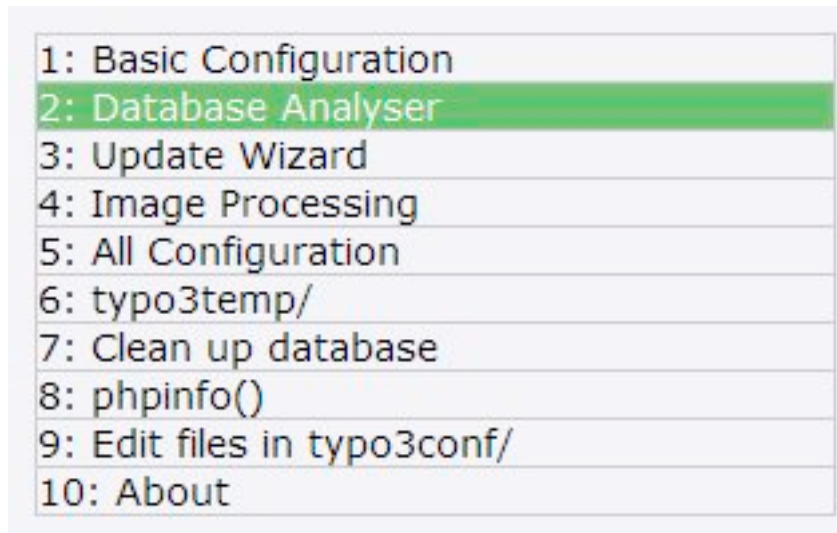 1: Basic Configuration
2: Database Analyser
3: Update Wizard
4: Image Processing
5: All Configuration
6: typo3temp/
7: Clean up database
8: phpinfo()
9: Edit files in typo3conf/
10: About